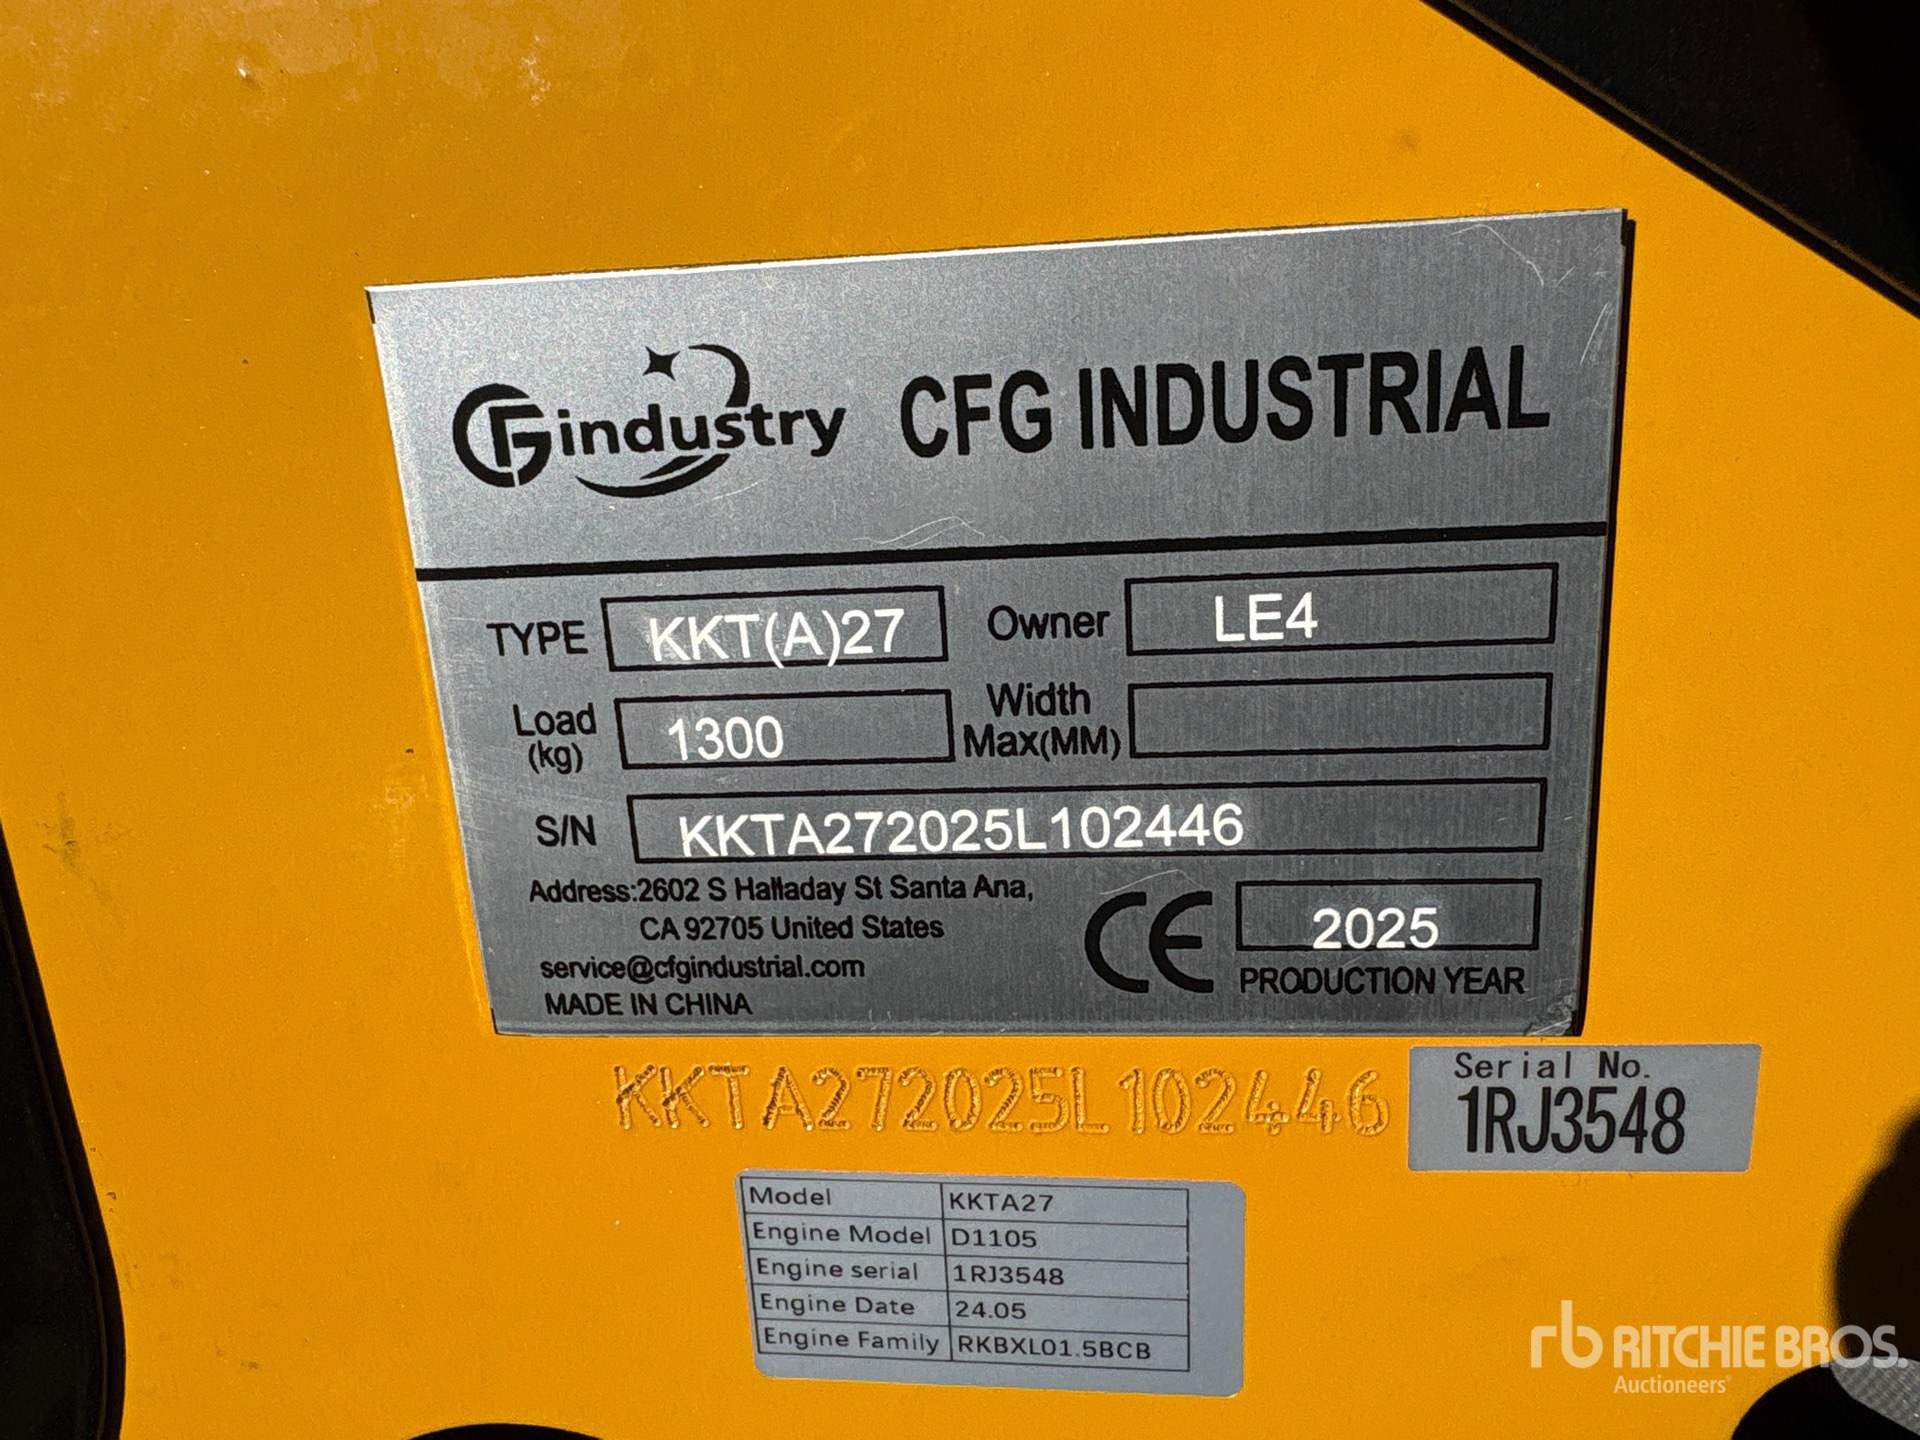 CFG industry CFG INDUSTRIAL
TYPE KKT(A)27 Owner LE4
Load (kg) 1300 Width Max(MM)
S/N KKTA272025L102446
Address:2602 S Halladay St Santa Ana,
CA 92705 United States
service@cfgindustrial.com
MADE IN CHINA
CE 2025
PRODUCTION YEAR
KKTA272025L102446
Serial No.
1RJ3548
Model KKTA27
Engine Model D1105
Engine serial 1RJ3548
Engine Date 24.05
Engine Family RKBXL01.5BCB
rb RITCHIE BROS.
Auctioneers